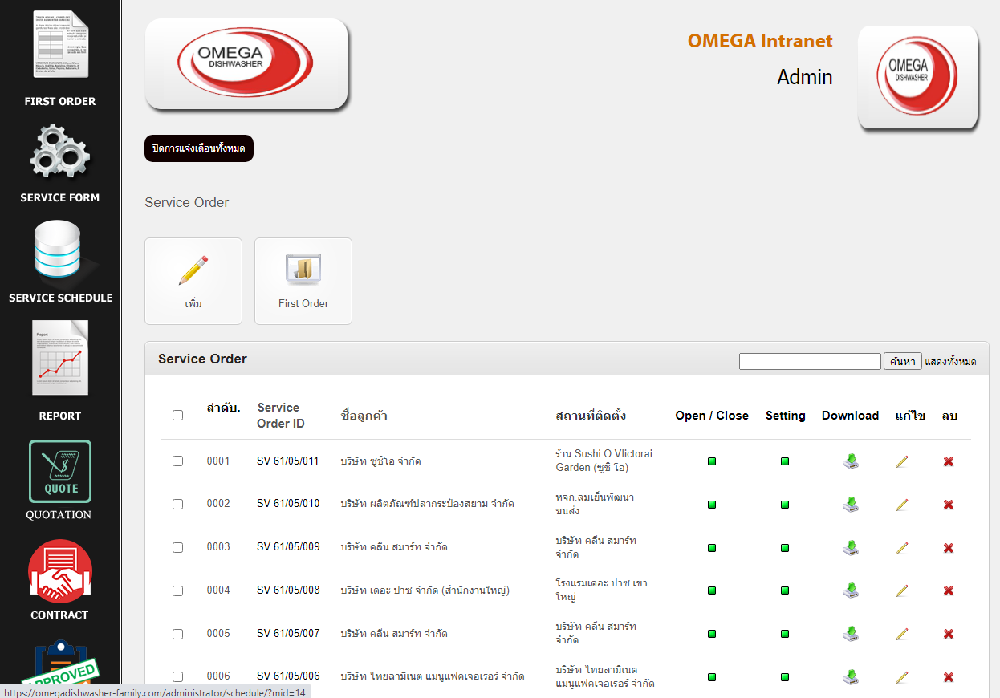 FIRST ORDER
SERVICE FORM
SERVICE SCHEDULE
Report
REPORT
QUOTE
QUOTATION
CONTRACT
APPROVED
OMEGA
DISHWASHER
OMEGA Intranet
Admin
OMEGA
DISHWASHER
ปิดการแจ้งเตือนทั้งหมด
Service Order
เพิ่ม
First Order
Service Order
ค้นหา แสดงทั้งหมด
ลำดับ. Service Order ID ชื่อลูกค้า สถานที่ติดตั้ง Open / Close Setting Download แก้ไข ลบ
0001 SV 61/05/011 บริษัท ซูชิโอ จำกัด ร้าน Sushi O VIictorai
Garden (ซูชิ โอ)
0002 SV 61/05/010 บริษัท ผลิตภัณฑ์ปลากระป๋องสยาม จำกัด หจก.ลมเย็นพัฒนา
ขนส่ง
0003 SV 61/05/009 บริษัท คลีน สมาร์ท จำกัด บริษัท คลีน สมาร์ท
จำกัด
0004 SV 61/05/008 บริษัท เดอะ ปาซ จำกัด (สำนักงานใหญ่) โรงแรมเดอะ ปาซ เขา
ใหญ่
0005 SV 61/05/007 บริษัท คลีน สมาร์ท จำกัด บริษัท คลีน สมาร์ท
จำกัด
0006 SV 61/05/006 บริษัท ไทยลามิเนต แมนูแฟคเจอเรอร์ จำกัด บริษัท ไทยลามิเนต
แมนูแฟคเจอเรอร์ จำกัด
https://omegadishwasher-family.com/administrator/schedule/?mid=14